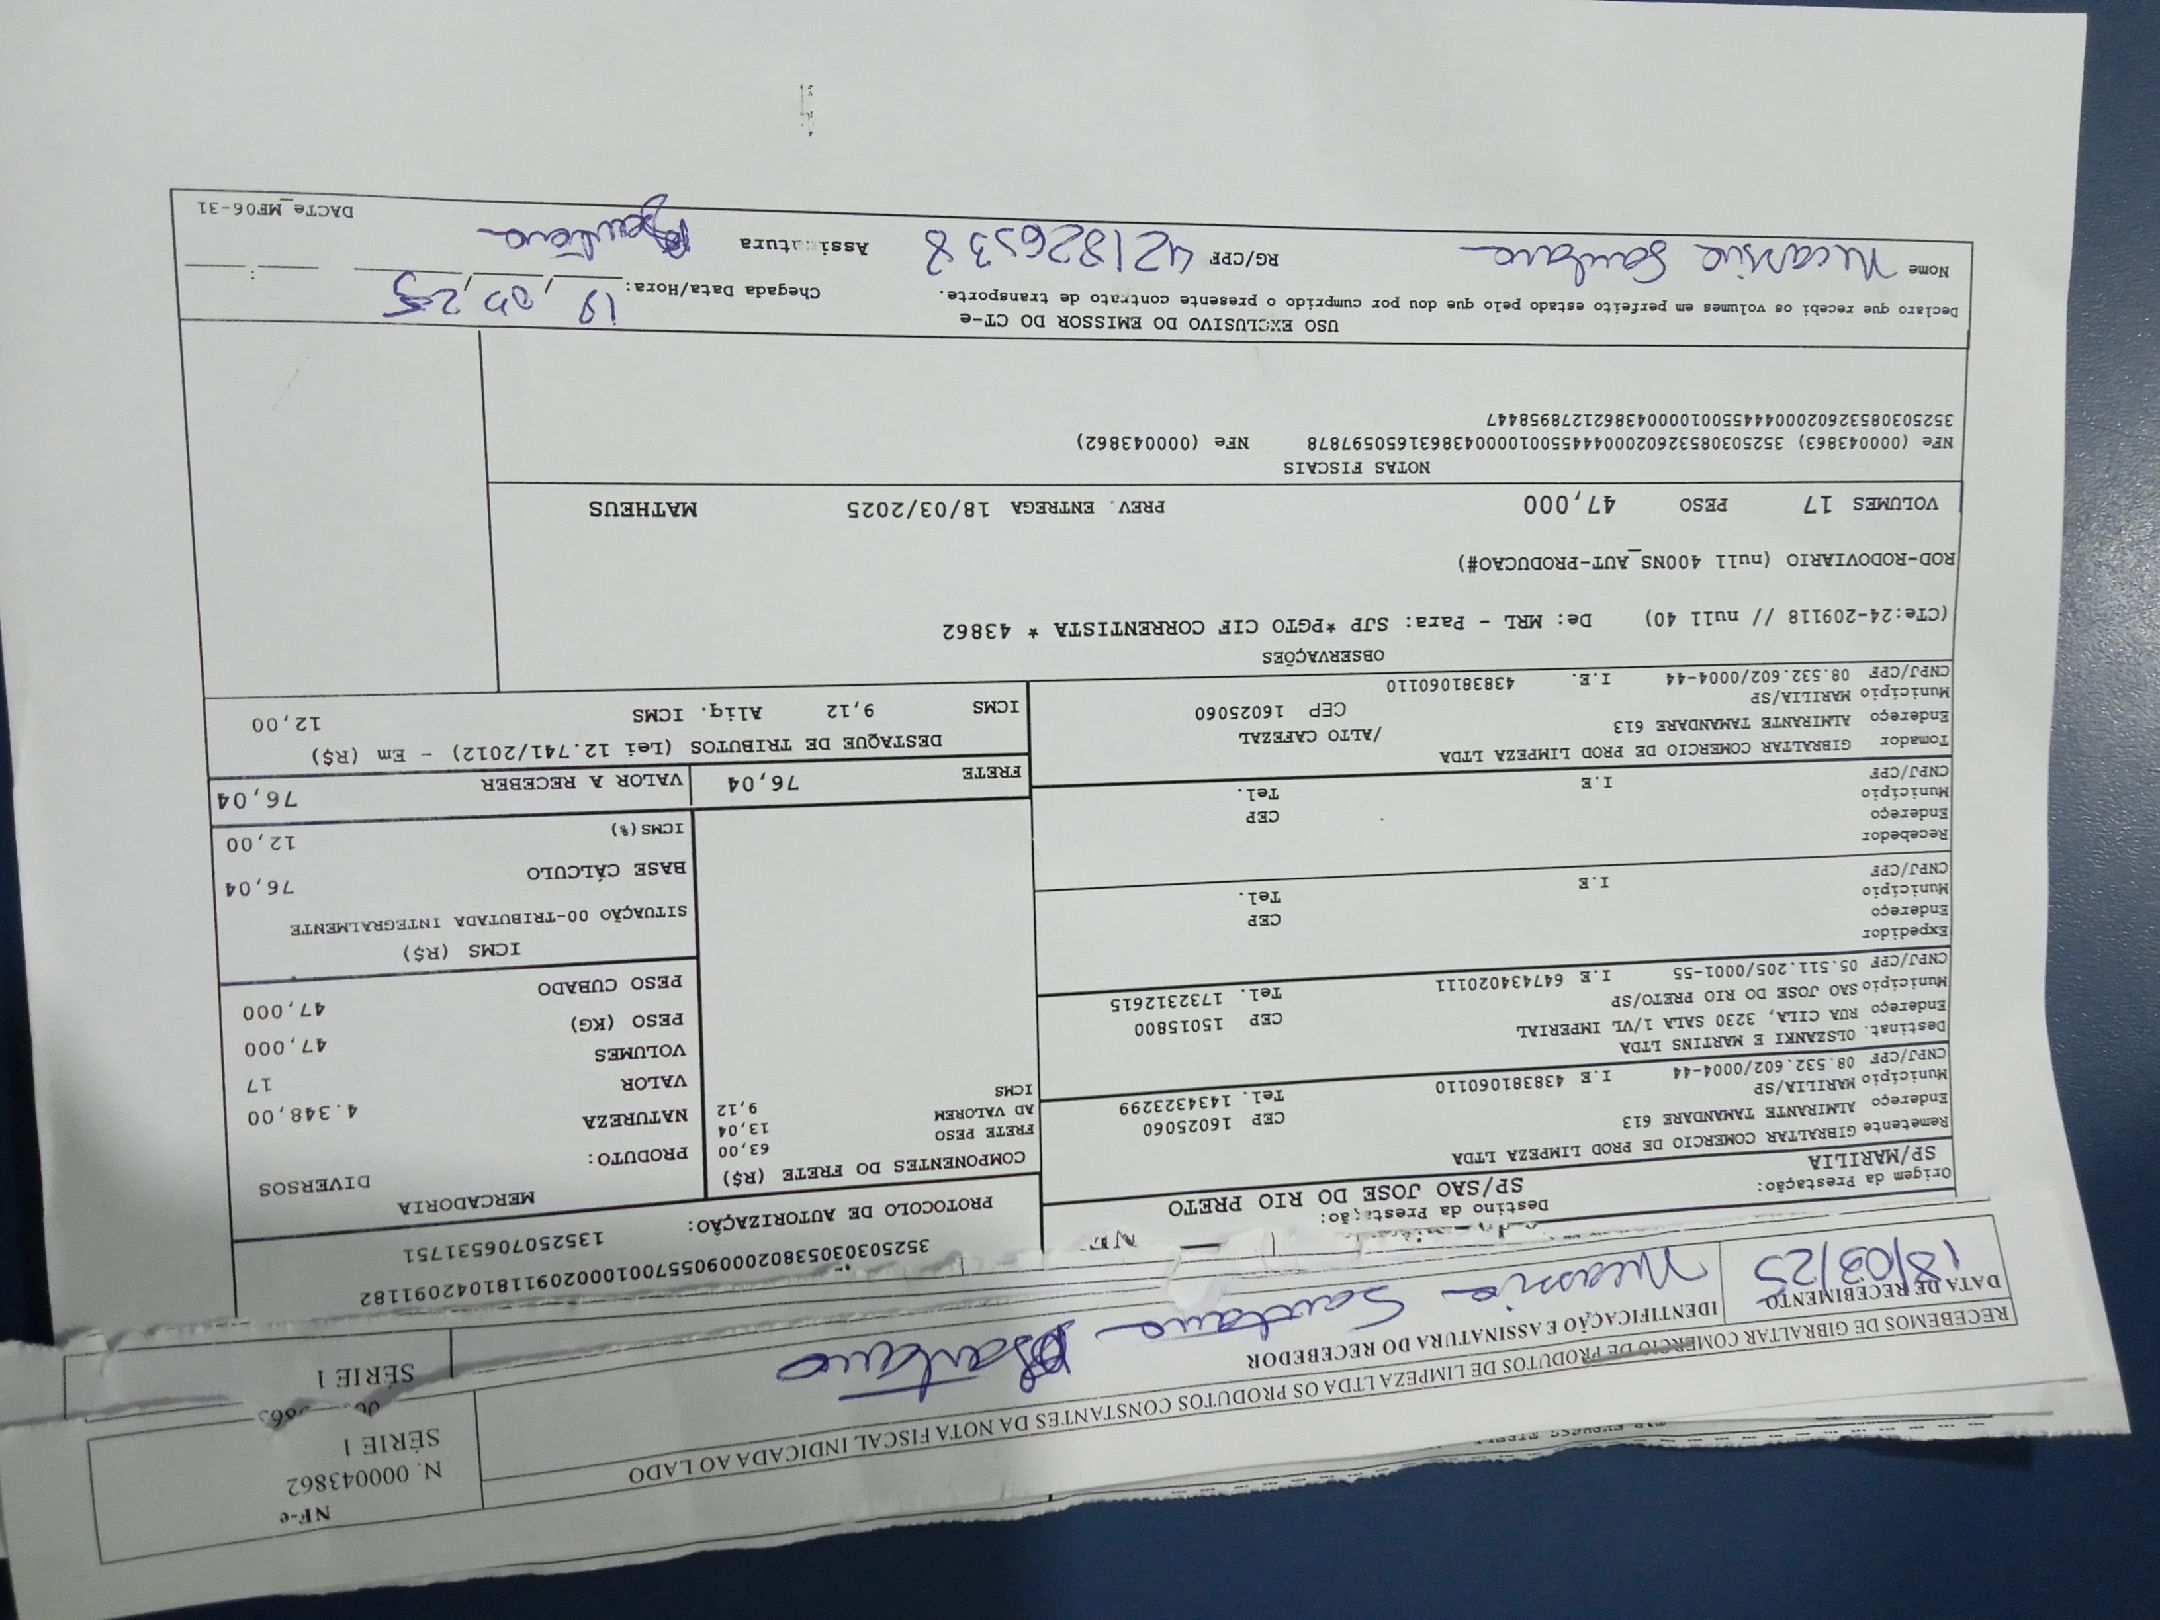 NF-e
N. 000043862
SÉRIE 1
RECEBEMOS DE GIBRALTAR COMERCIO DE PRODUTOS DE LIMPEZA LTDA OS PRODUTOS CONSTANTES DA NOTA FISCAL INDICADA AO LADO
DATA DE RECEBIMENTO
18/03/25
IDENTIFICAÇÃO E ASSINATURA DO RECEBEDOR
Santana
SÉRIE 1
35250303053802000905570010002091181042091182
PROTOCOLO DE AUTORIZAÇÃO: 135250706531751
Origem da Prestação:
SP/MARILIA
Destino da Prestação:
SP/SAO JOSE DO RIO PRETO
Remetente GIBRALTAR COMERCIO DE PROD LIMPEZA LTDA
Endereço ALMIRANTE TAMANDARE 613 CEP 16025060
Município MARILIA/SP Tel. 1434323299
CNPJ/CPF 08.532.602/0004-44 I.E 438381060110
Destinat. OLSZANKI E MARTINS LTDA
Endereço RUA CILA, 3230 SALA 1/VL IMPERIAL CEP 15015800
Município SAO JOSE DO RIO PRETO/SP Tel. 1732312615
CNPJ/CPF 05.511.205/0001-55 I.E 647434020111
Expedidor
Endereço CEP
Município Tel.
CNPJ/CPF I.E
Recebedor
Endereço CEP
Município Tel.
CNPJ/CPF I.E
Tomador GIBRALTAR COMERCIO DE PROD LIMPEZA LTDA
Endereço ALMIRANTE TAMANDARE 613 /ALTO CAFEZAL
Município MARILIA/SP CEP 16025060
CNPJ/CPF 08.532.602/0004-44 I.E. 438381060110
COMPONENTES DO FRETE (R$)
FRETE PESO 63,00
AD VALOREM 13,04
ICMS 9,12
FRETE 76,04
MERCADORIA
PRODUTO: DIVERSOS
NATUREZA
VALOR 4.348,00
VOLUMES 17
PESO (KG) 47,000
PESO CUBADO 47,000
ICMS (R$)
SITUAÇÃO 00-TRIBUTADA INTEGRALMENTE
BASE CÁLCULO 76,04
ICMS(%) 12,00
VALOR A RECEBER 76,04
DESTAQUE DE TRIBUTOS (Lei 12.741/2012) - Em (R$)
ICMS 9,12 Aliq. ICMS 12,00
OBSERVAÇÕES
(CTe:24-209118 // null 40) De: MRL - Para: SJP *PGTO CIF CORRENTISTA * 43862
ROD-RODOVIARIO (null 400NS_AUT-PRODUCAO#)
VOLUMES 17 PESO 47,000 PREV. ENTREGA 18/03/2025 MATHEUS
NOTAS FISCAIS
NFe (000043863) 35250308532602000444550010000438631650597878 NFe (000043862)
35250308532602000444550010000438621278958447
USO EXCLUSIVO DO EMISSOR DO CT-e
Declaro que recebi os volumes em perfeito estado pelo que dou por cumprido o presente contrato de transporte.
Chegada Data/Hora:
Nome Santana RG/CPF 421826538 Assinatura Santana
DACTe_MF06-31